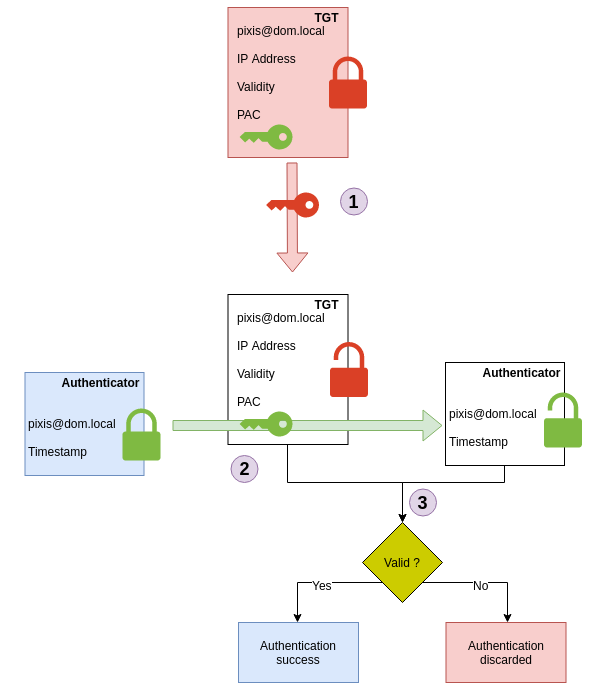 TGT
pixis@dom.local
IP Address
Validity
PAC
1
TGT
pixis@dom.local
IP Address
Validity
PAC
Authenticator
pixis@dom.local
Timestamp
Authenticator
pixis@dom.local
Timestamp
2
3
Valid ?
Yes
No
Authentication
success
Authentication
discarded